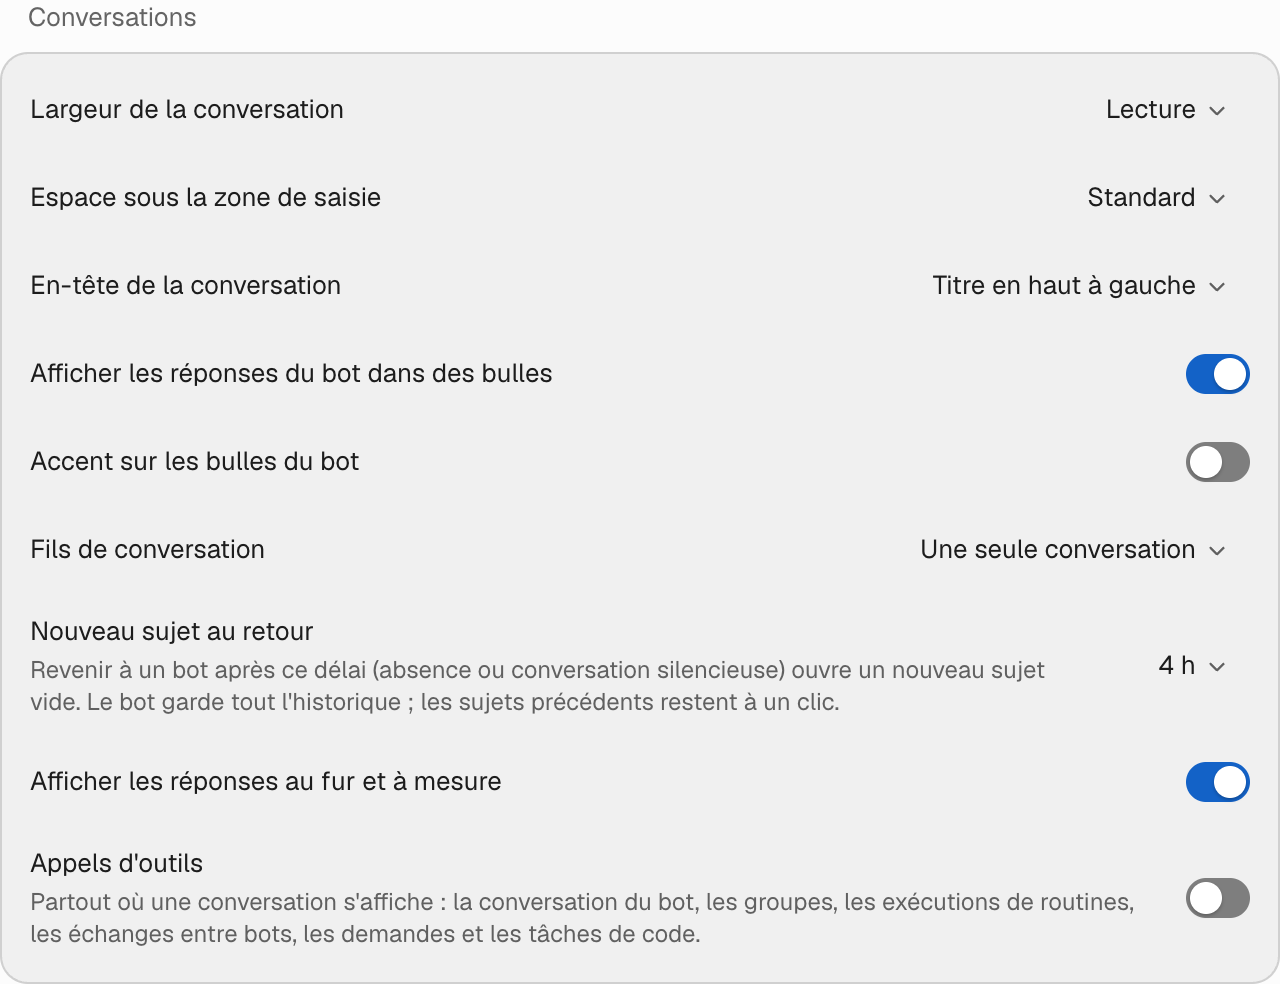 Conversations
Largeur de la conversation
Lecture
Espace sous la zone de saisie
Standard
En-tête de la conversation
Titre en haut à gauche
Afficher les réponses du bot dans des bulles
Accent sur les bulles du bot
Fils de conversation
Une seule conversation
Nouveau sujet au retour
Revenir à un bot après ce délai (absence ou conversation silencieuse) ouvre un nouveau sujet
vide. Le bot garde tout l'historique ; les sujets précédents restent à un clic.
4 h
Afficher les réponses au fur et à mesure
Appels d'outils
Partout où une conversation s'affiche : la conversation du bot, les groupes, les exécutions de routines,
les échanges entre bots, les demandes et les tâches de code.